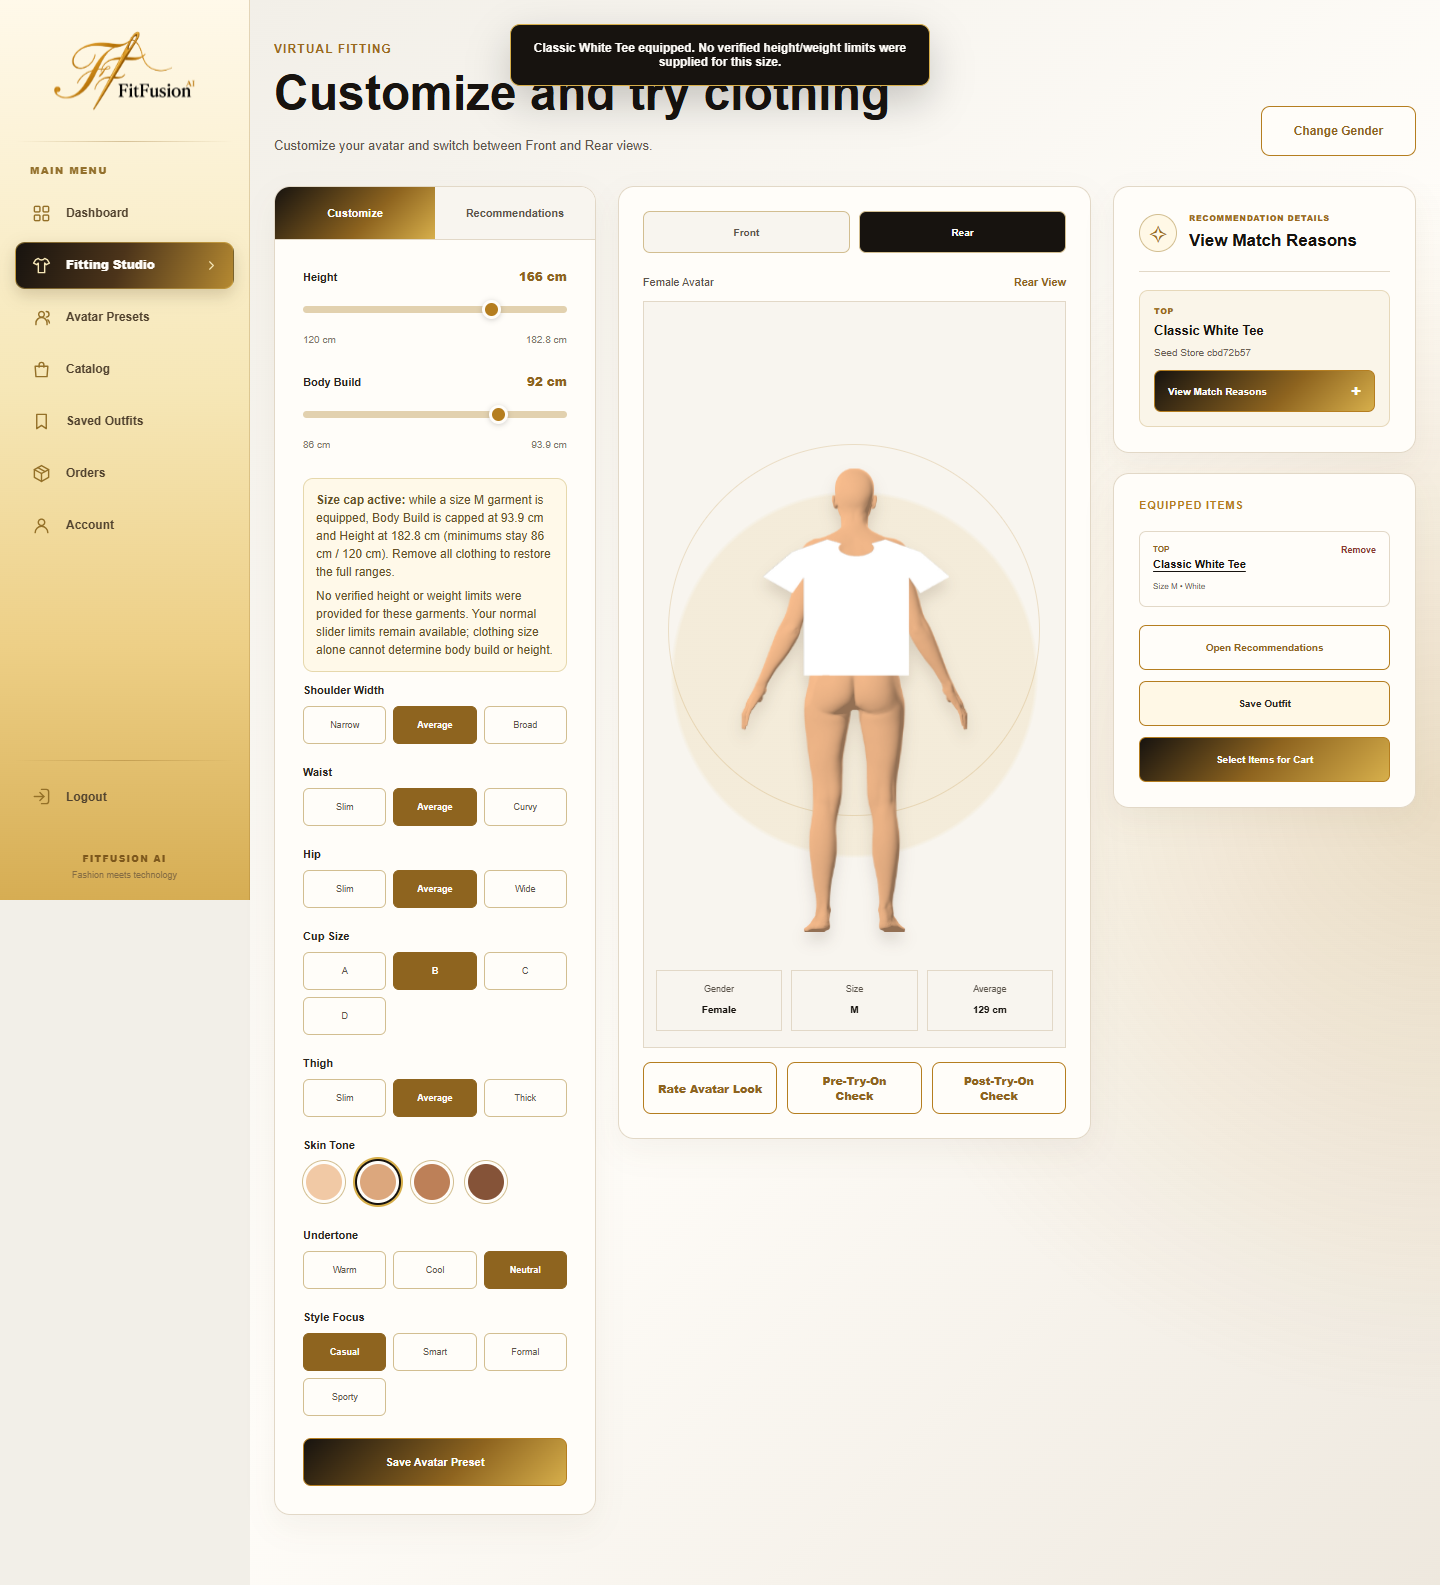 FitFusion AI
MAIN MENU
Dashboard
Fitting Studio
Avatar Presets
Catalog
Saved Outfits
Orders
Account
Logout
FITFUSION AI
Fashion meets technology
VIRTUAL FITTING
Classic White Tee equipped. No verified height/weight limits were
supplied for this size.
Customize and try clothing
Customize your avatar and switch between Front and Rear views.
Change Gender
Customize
Recommendations
Height
166 cm
120 cm
182.8 cm
Body Build
92 cm
86 cm
93.9 cm
Size cap active: while a size M garment is
equipped, Body Build is capped at 93.9 cm
and Height at 182.8 cm (minimums stay 86
cm / 120 cm). Remove all clothing to restore
the full ranges.
No verified height or weight limits were
provided for these garments. Your normal
slider limits remain available; clothing size
alone cannot determine body build or height.
Shoulder Width
Narrow
Average
Broad
Waist
Slim
Average
Curvy
Hip
Slim
Average
Wide
Cup Size
A
B
C
D
Thigh
Slim
Average
Thick
Skin Tone
Undertone
Warm
Cool
Neutral
Style Focus
Casual
Smart
Formal
Sporty
Save Avatar Preset
Front
Rear
Female Avatar
Rear View
Gender
Female
Size
M
Average
129 cm
Rate Avatar Look
Pre-Try-On
Check
Post-Try-On
Check
RECOMMENDATION DETAILS
View Match Reasons
TOP
Classic White Tee
Seed Store cbd72b57
View Match Reasons +
EQUIPPED ITEMS
TOP
Remove
Classic White Tee
Size M • White
Open Recommendations
Save Outfit
Select Items for Cart